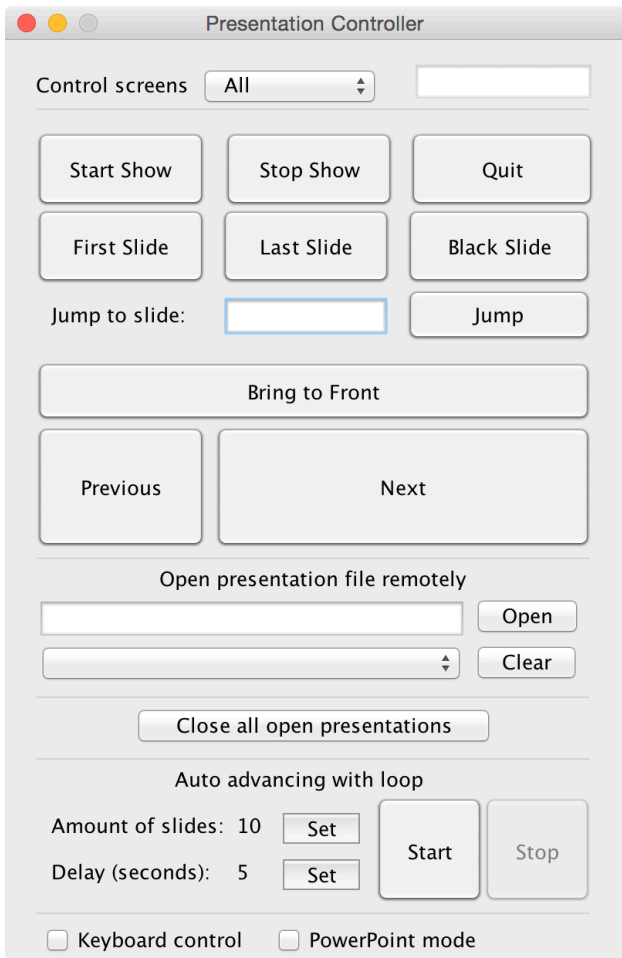 Presentation Controller
Control screens All
Start Show Stop Show Quit
First Slide Last Slide Black Slide
Jump to slide: Jump
Bring to Front
Previous Next
Open presentation file remotely
Open
Clear
Close all open presentations
Auto advancing with loop
Amount of slides: 10 Set
Start Stop
Delay (seconds): 5 Set
Keyboard control PowerPoint mode